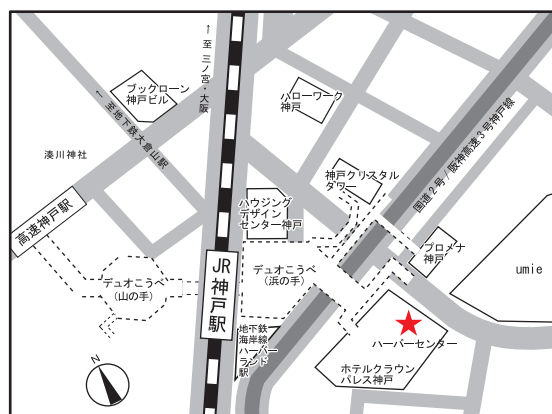 ← 至 三ノ宮・大阪
ブックローン
神戸ビル
← 至地下鉄大倉山駅
ハローワーク
神戸
国道2号/阪神高速3号神戸線
湊川神社
神戸クリスタル
タワー
高速神戸駅
ハウジング
デザイン
センター神戸
プロメナ
神戸
umie
デュオこうべ
(山の手)
JR神戸駅
デュオこうべ
(浜の手)
地下鉄
海岸線
ハーバー
ランド
駅
ハーバーセンター
ホテルクラウン
パレス神戸
N